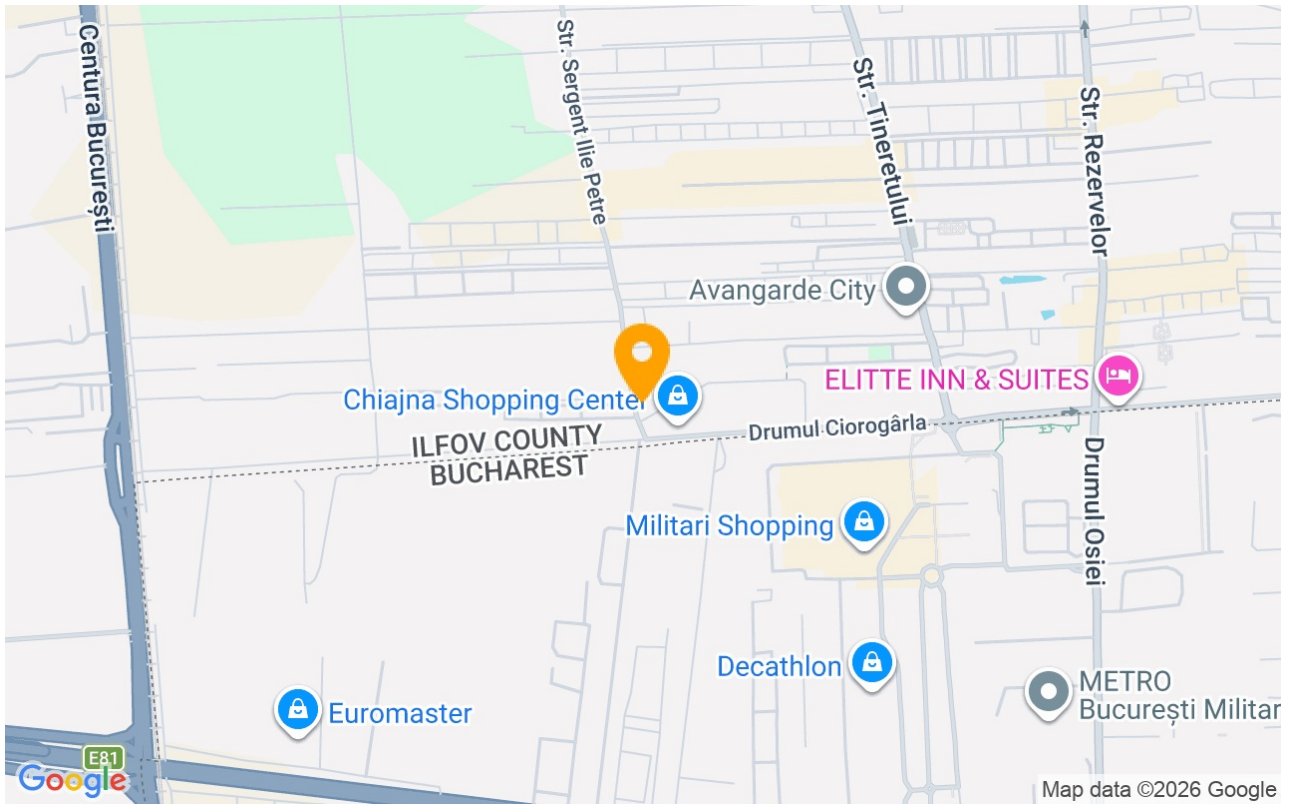 Centura București
Str. Sergent Ilie Petre
Str. Tineretului
Str. Rezervelor
Avangarde City
ELITTE INN & SUITES
Chiajna Shopping Center
Drumul Ciorogârla
ILFOV COUNTY
BUCHAREST
Drumul Osiei
Militari Shopping
Decathlon
METRO
București Militar
Euromaster
E81
Google
Map data ©2026 Google